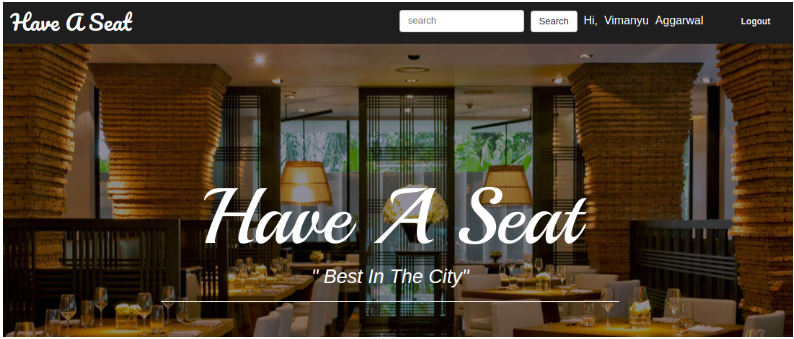 Have A Seat
search
Search
Hi, Vimanyu Aggarwal
Logout
Have A Seat
" Best In The City"